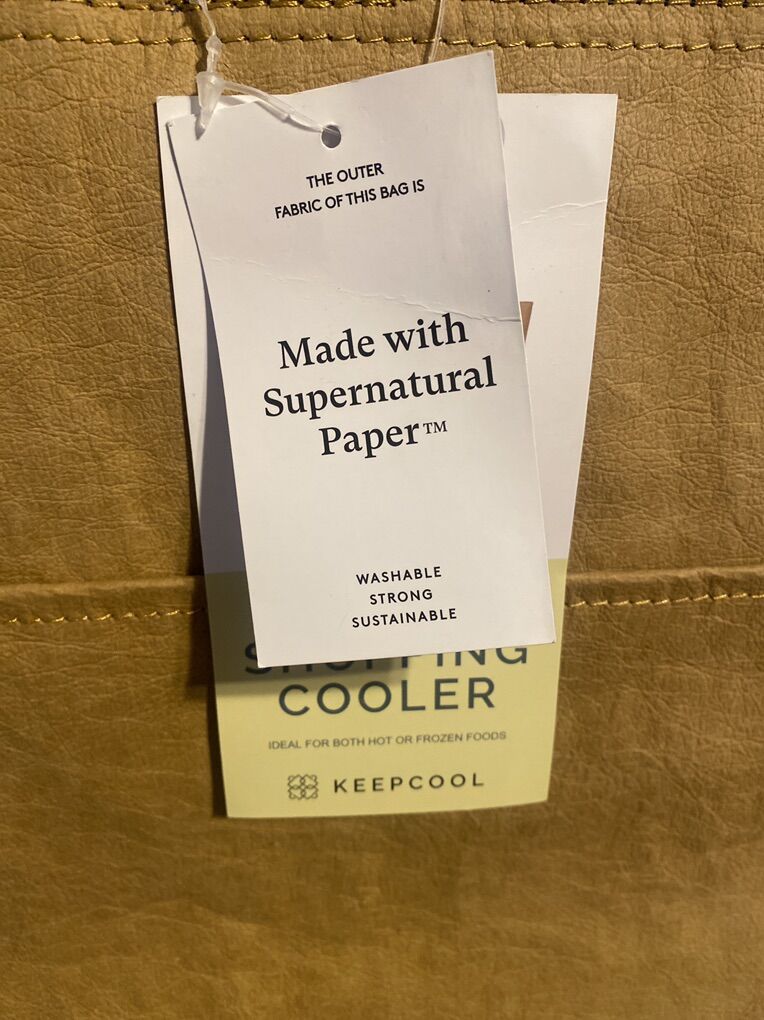 THE OUTER
FABRIC OF THIS BAG IS
Made with
Supernatural
Paper™
WASHABLE
STRONG
SUSTAINABLE
SHOPPING
COOLER
IDEAL FOR BOTH HOT OR FROZEN FOODS
KEEPCOOL